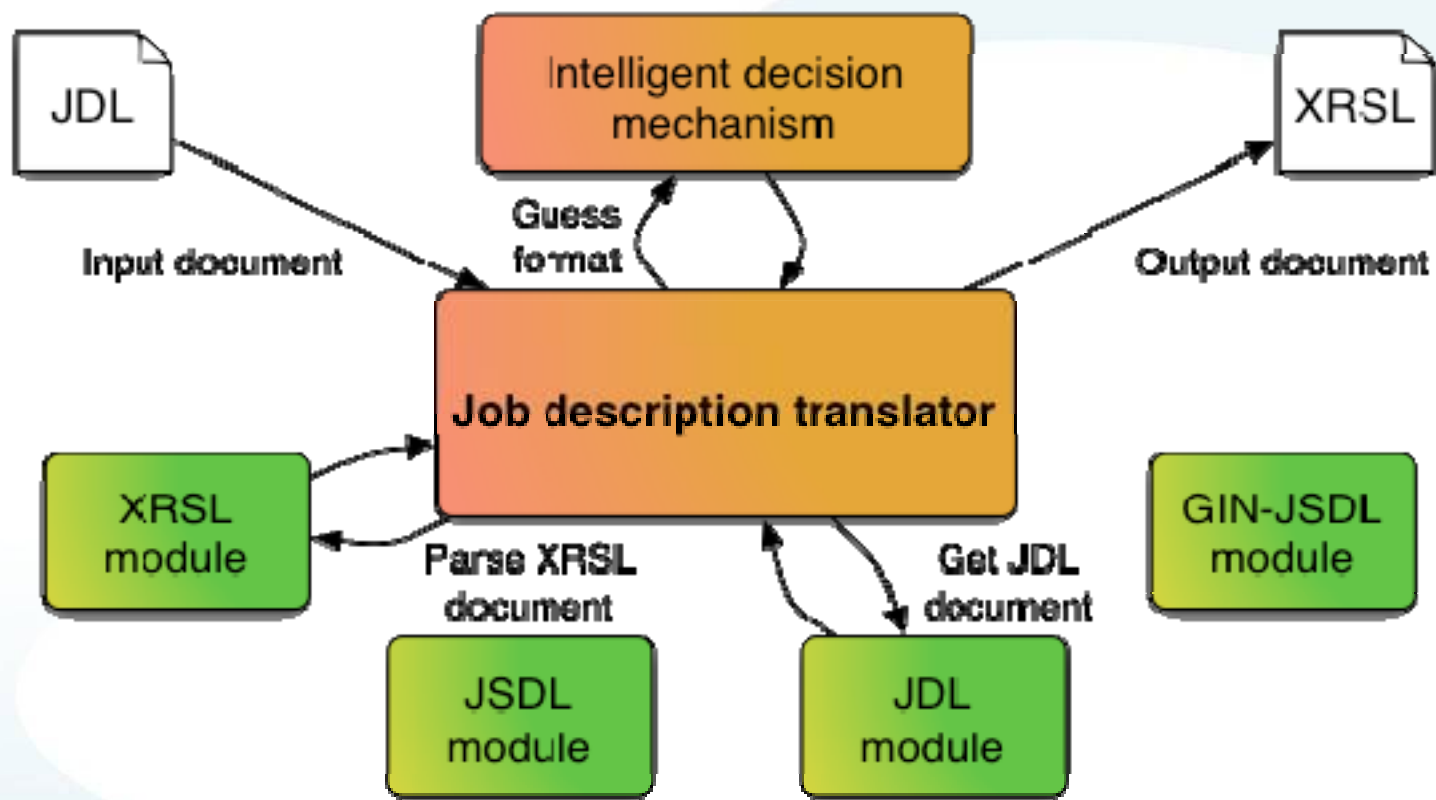 JDL
Intelligent decision
mechanism
XRSL
Guess
format
Input document
Output document
Job description translator
XRSL
module
GIN-JSDL
module
Parse XRSL
document
Get JDL
document
JSDL
module
JDL
module